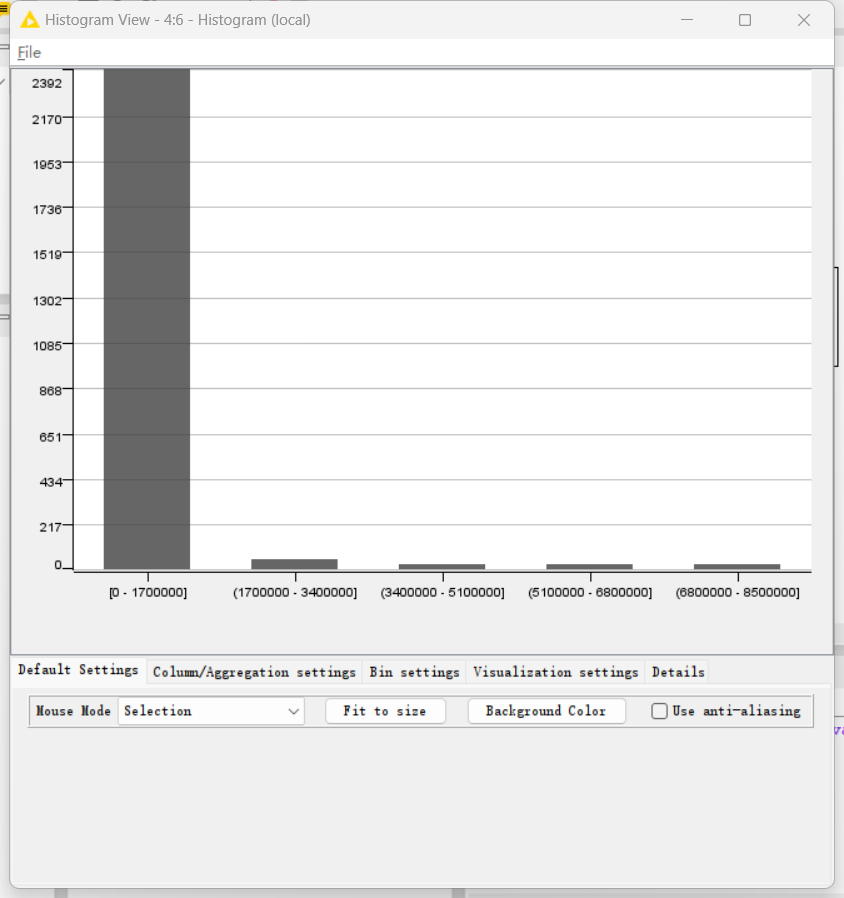 Histogram View - 4:6 - Histogram (local)
File
2392
2170
1953
1736
1519
1302
1085
868
651
434
217
0
[0 - 1700000]
(1700000 - 3400000]
(3400000 - 5100000]
(5100000 - 6800000]
(6800000 - 8500000]
Default Settings
Column/Aggregation settings
Bin settings
Visualization settings
Details
Mouse Mode
Selection
Fit to size
Background Color
Use anti-aliasing